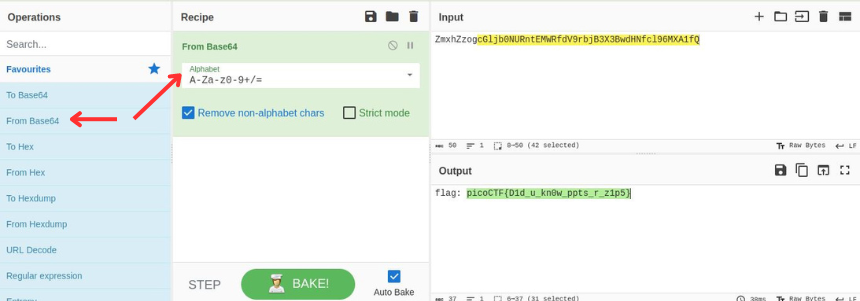 Operations
Search...
Favourites
To Base64
From Base64
To Hex
From Hex
To Hexdump
From Hexdump
URL Decode
Regular expression
Entropy
Recipe
From Base64
Alphabet
A-Za-z0-9+/=
Remove non-alphabet chars
Strict mode
STEP
BAKE!
Auto Bake
Input
ZmxhZzogcGljb0NURntEMWRfdV9rbjB3X3BwdHNfcl96MXA1fQ
50 1 0→50 (42 selected) Raw Bytes LF
Output
flag: picoCTF{D1d_u_kn0w_ppts_r_z1p5}
37 1 6→37 (31 selected) 30ms Raw Bytes LF